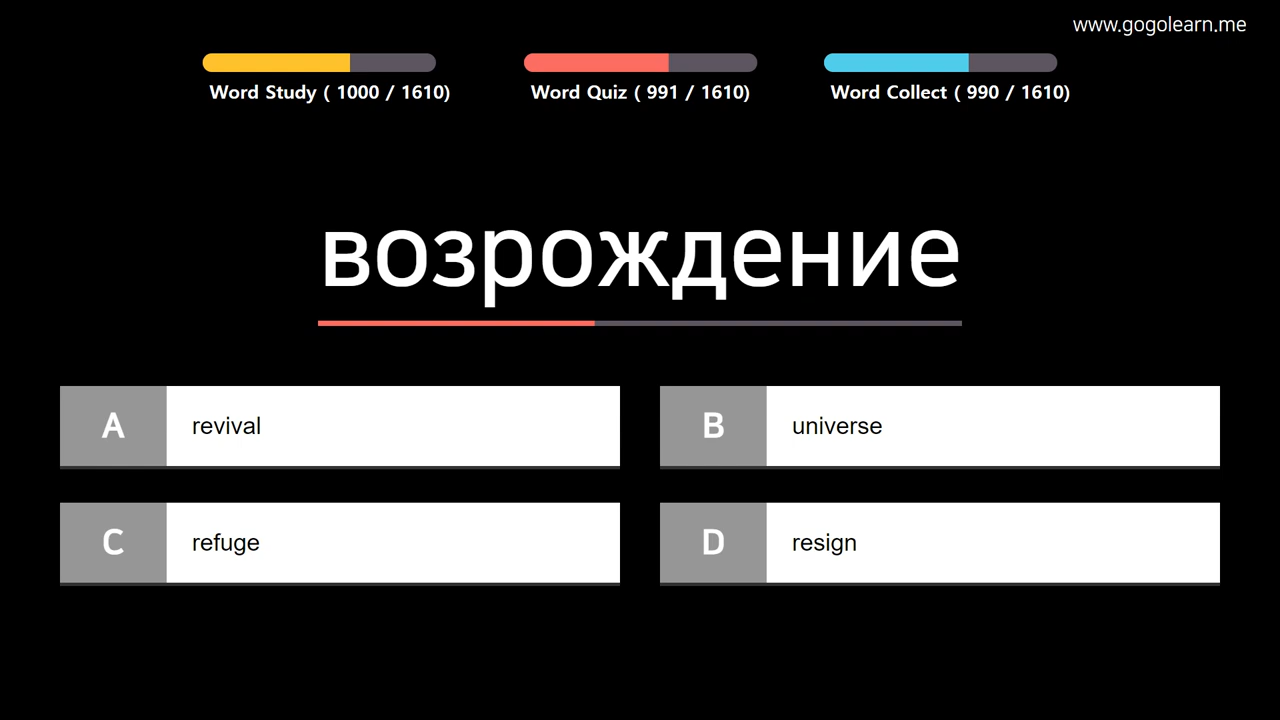 www.gogolearn.me
Word Study ( 1000 / 1610)
Word Quiz ( 991 / 1610)
Word Collect ( 990 / 1610)
возрождение
A revival
B universe
C refuge
D resign